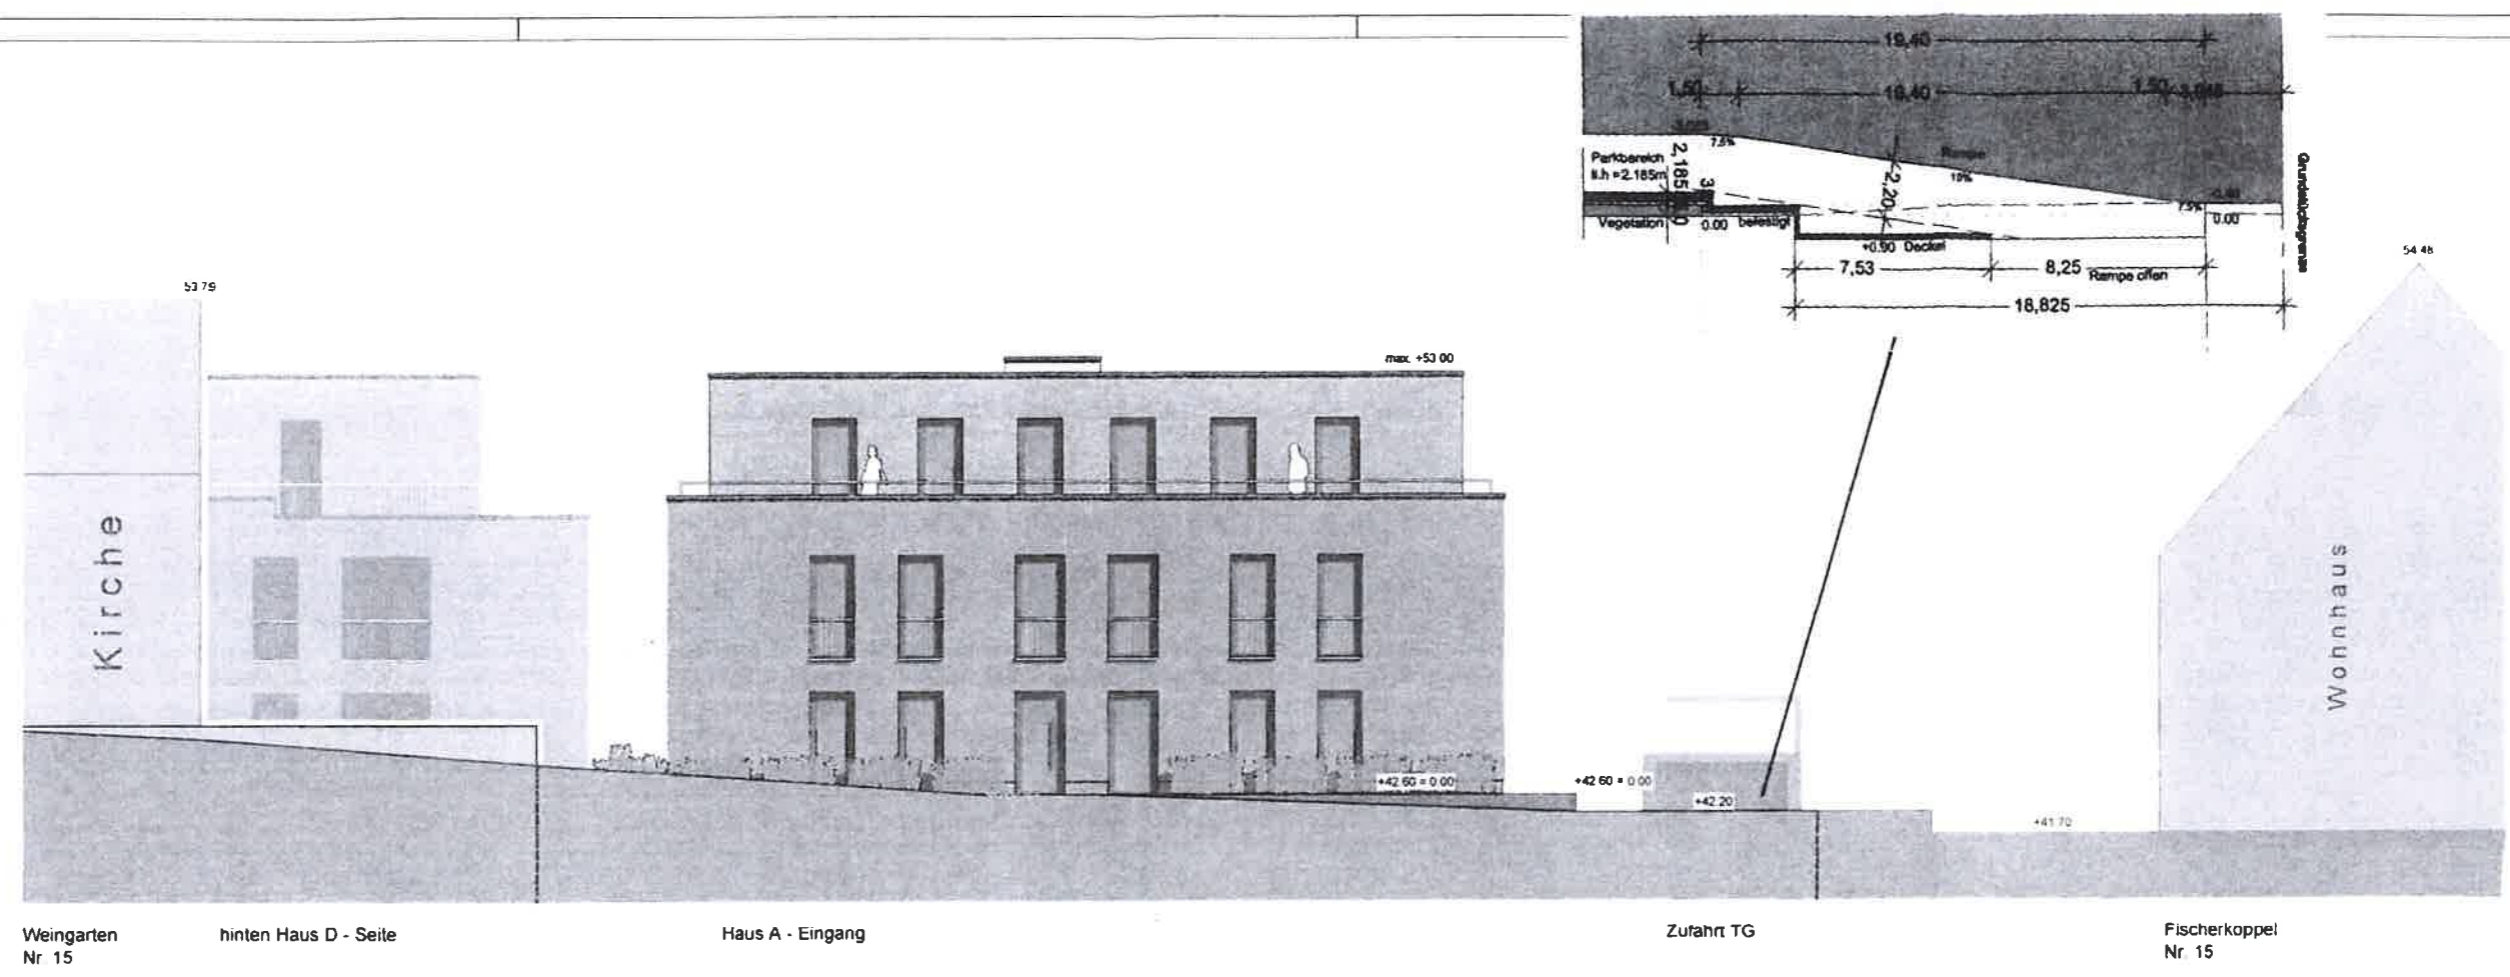 19,40
1,50
19,40
1,50
7.5%
Parkbereich
li.h =2.185m
2,185
Rampe
10%
2,20
7.5%
0.00
Vegetation
0.00
befestigt
+0.90 Deckel
7,53
8,25
Rampe offen
18,825
Grundstücksgrenze
54.48
53 79
max. +53 00
Kirche
Wohnhaus
+42 60 = 0.00
+42 60 = 0 00
+42.20
+41.70
Weingarten
Nr. 15
hinten Haus D - Seite
Haus A - Eingang
Zufahrt TG
Fischerkoppel
Nr. 15